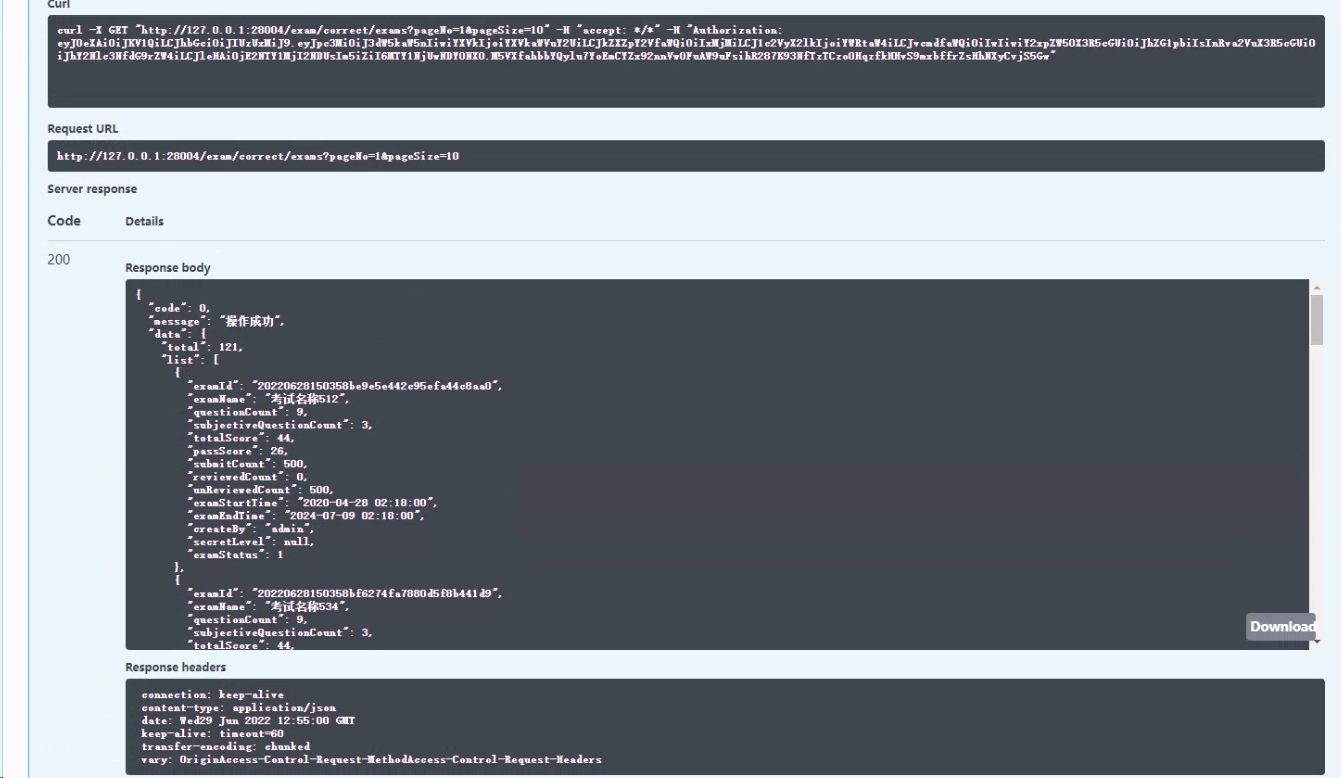 Curl
curl -X GET "http://127.0.0.1:28004/exam/correct/exams?pageNo=1&pageSize=10" -H "accept: */*" -H "Authorization:
Request URL
http://127.0.0.1:28004/exam/correct/exams?pageNo=1&pageSize=10
Server response
Code Details
200
Response body
{
"code": 0,
"message": "操作成功",
"data": {
"total": 121,
"list": [
{
"examId": "20220628150358be9e5e442c95efa44c8aa0",
"examName": "考试名称512",
"questionCount": 9,
"subjectiveQuestionCount": 3,
"totalScore": 44,
"passScore": 26,
"submitCount": 500,
"reviewedCount": 0,
"unReviewedCount": 500,
"examStartTime": "2020-04-28 02:18:00",
"examEndTime": "2024-07-09 02:18:00",
"createBy": "admin",
"secretLevel": null,
"examStatus": 1
},
{
"examId": "20220628150358bf6274fa7880d5f8b441d9",
"examName": "考试名称534",
"questionCount": 9,
"subjectiveQuestionCount": 3,
"totalScore": 44,
Download
Response headers
connection: keep-alive
content-type: application/json
date: Wed29 Jun 2022 12:55:00 GMT
keep-alive: timeout=60
transfer-encoding: chunked
vary: OriginAccess-Control-Request-MethodAccess-Control-Request-Headers